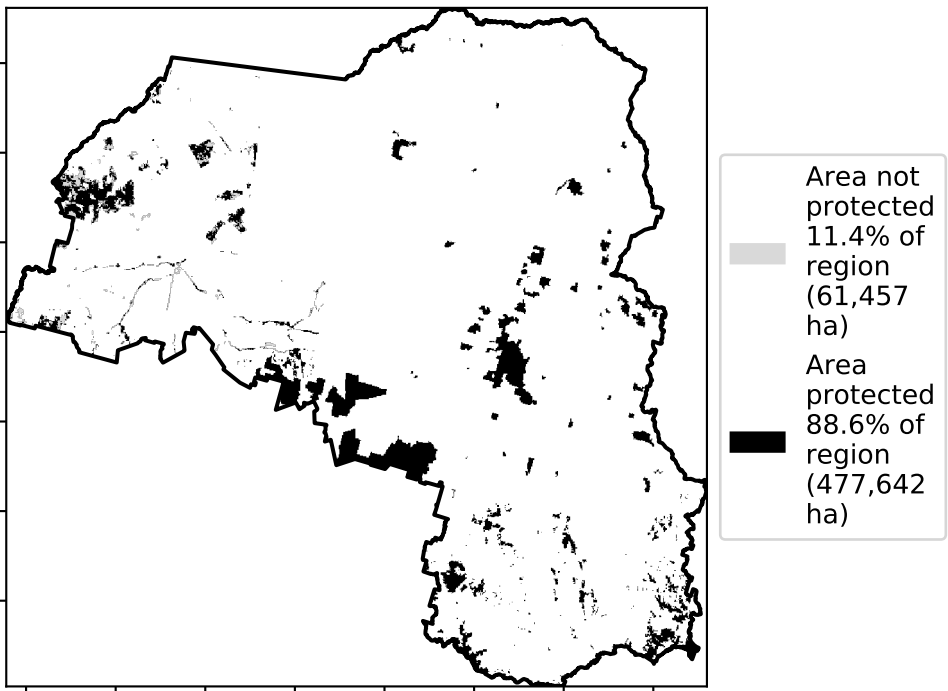 Area not
protected
11.4% of
region
(61,457
ha)
Area
protected
88.6% of
region
(477,642
ha)